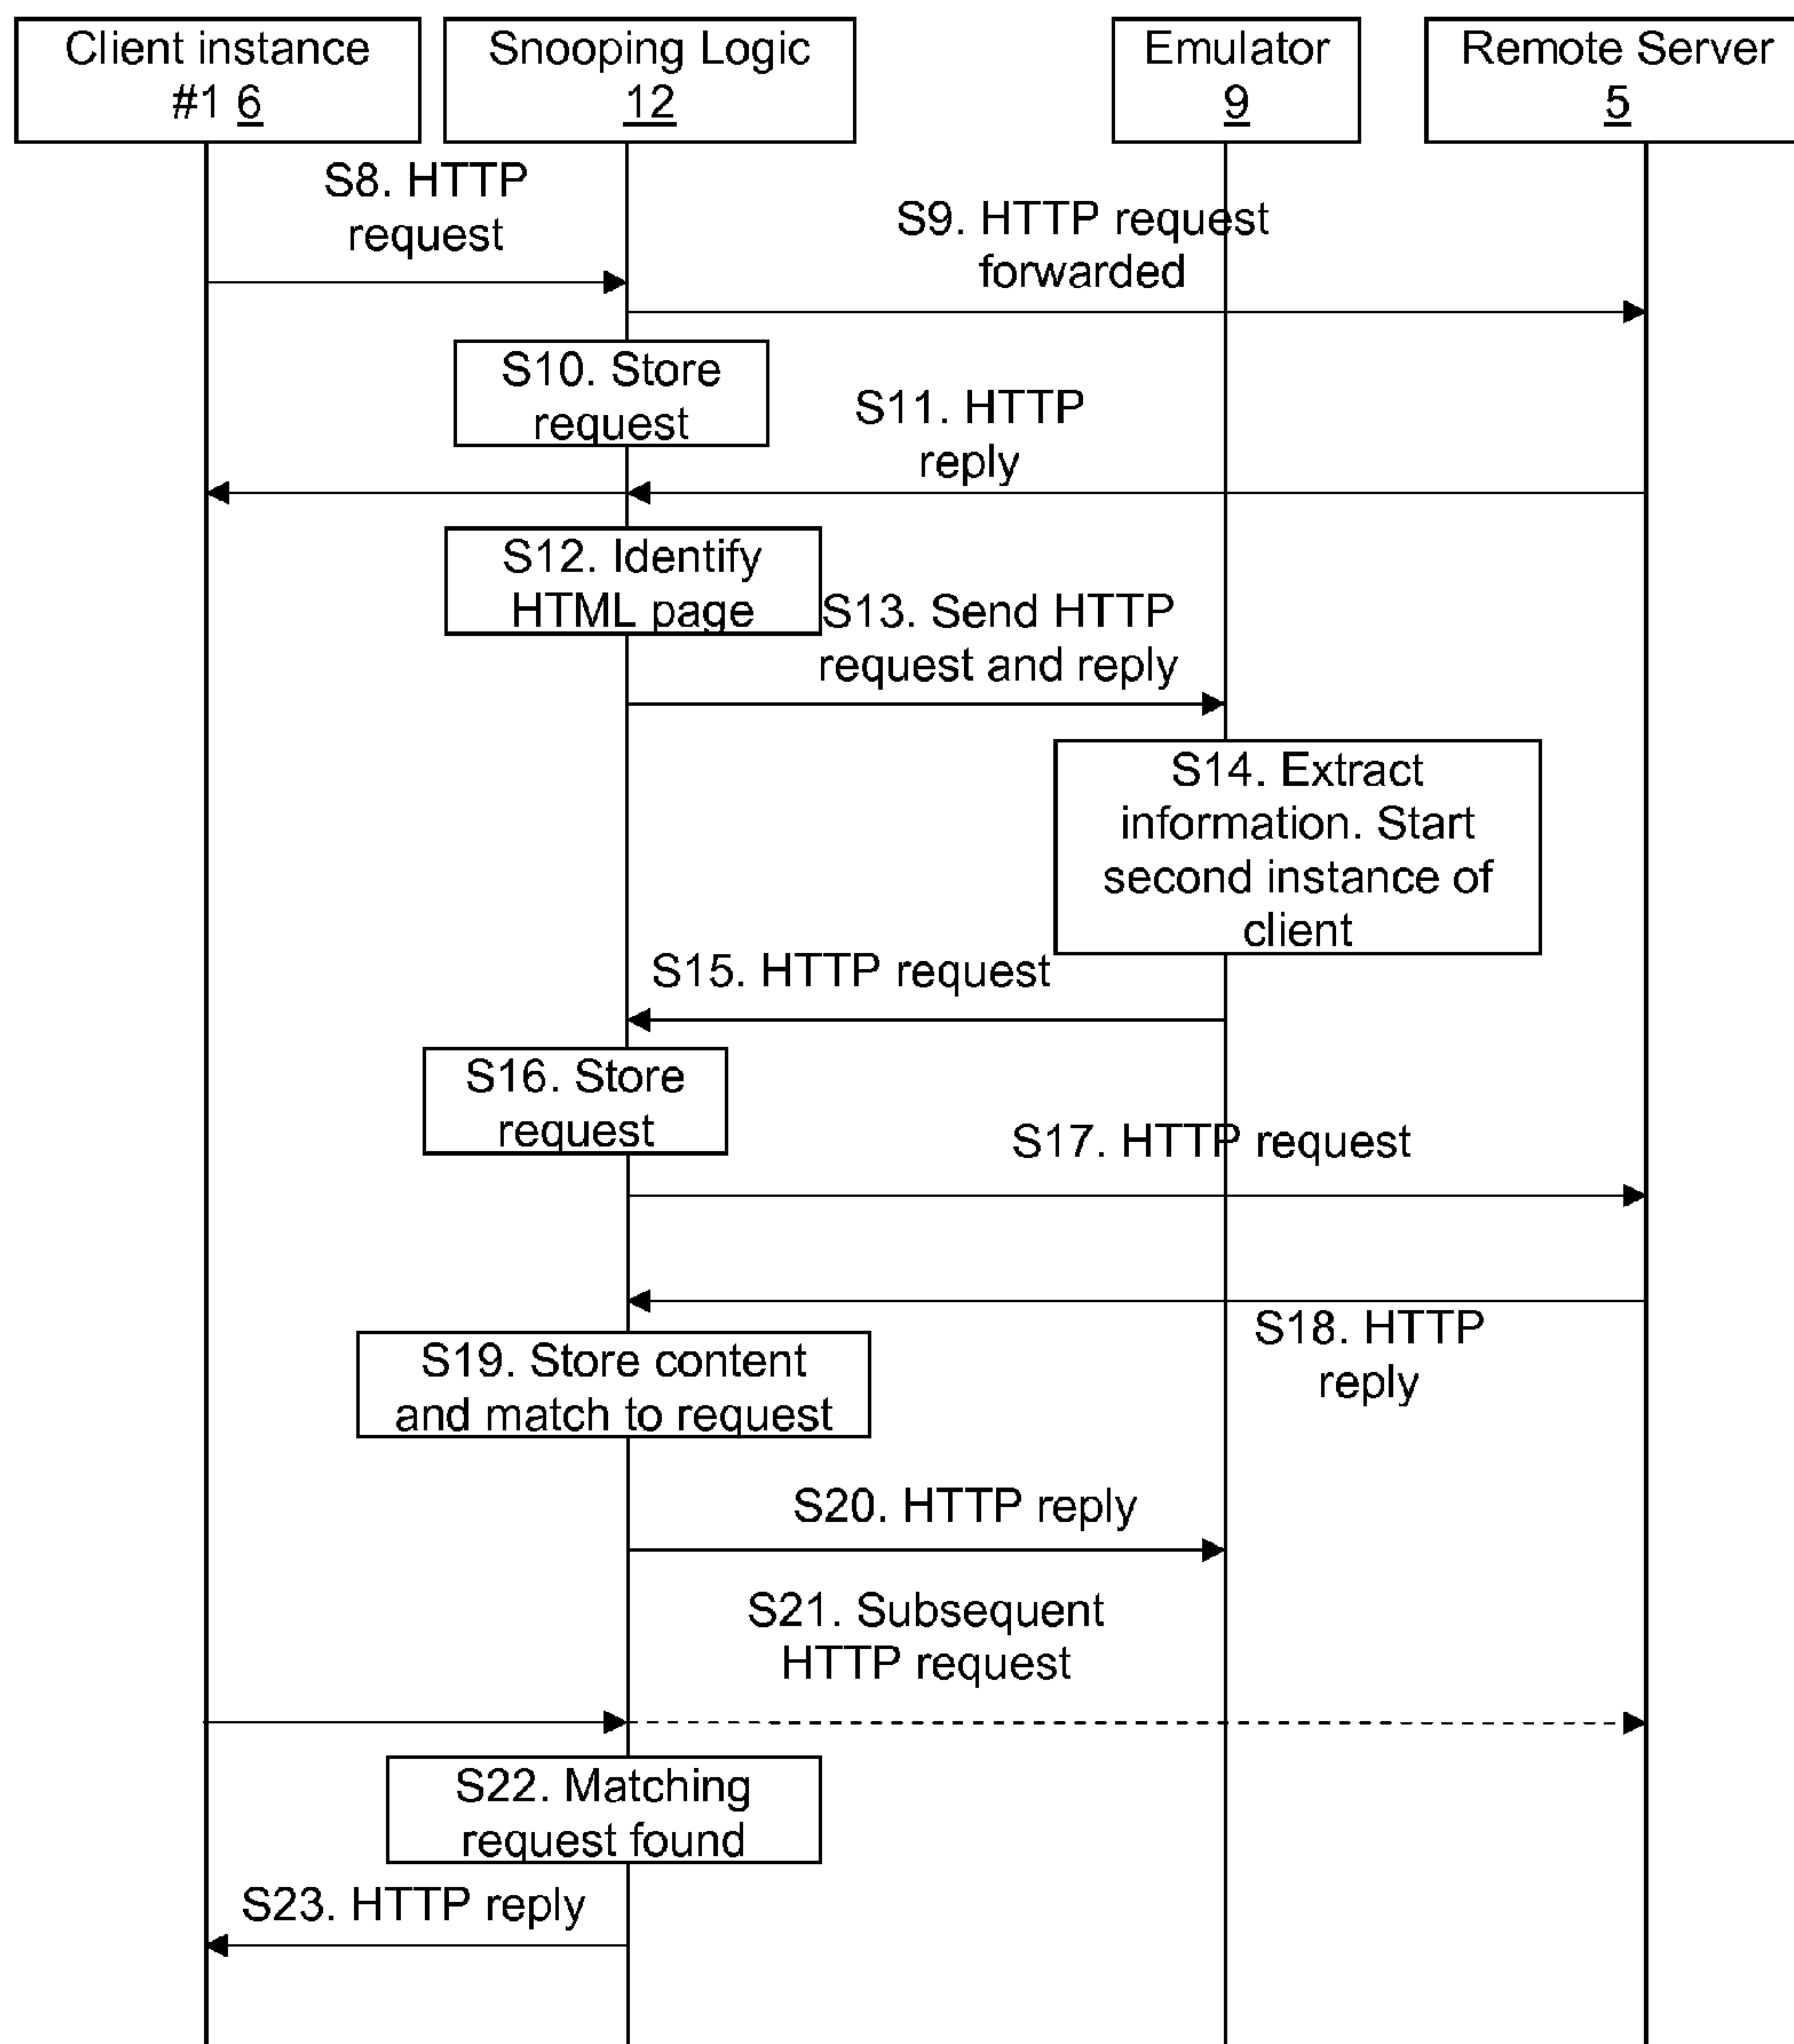 Client instance
#1 6
Snooping Logic
12
Emulator
9
Remote Server
5
S8. HTTP
request
S9. HTTP request
forwarded
S10. Store
request
S11. HTTP
reply
S12. Identify
HTML page
S13. Send HTTP
request and reply
S14. Extract
information. Start
second instance of
client
S15. HTTP request
S16. Store
request
S17. HTTP request
S18. HTTP
reply
S19. Store content
and match to request
S20. HTTP reply
S21. Subsequent
HTTP request
S22. Matching
request found
S23. HTTP reply